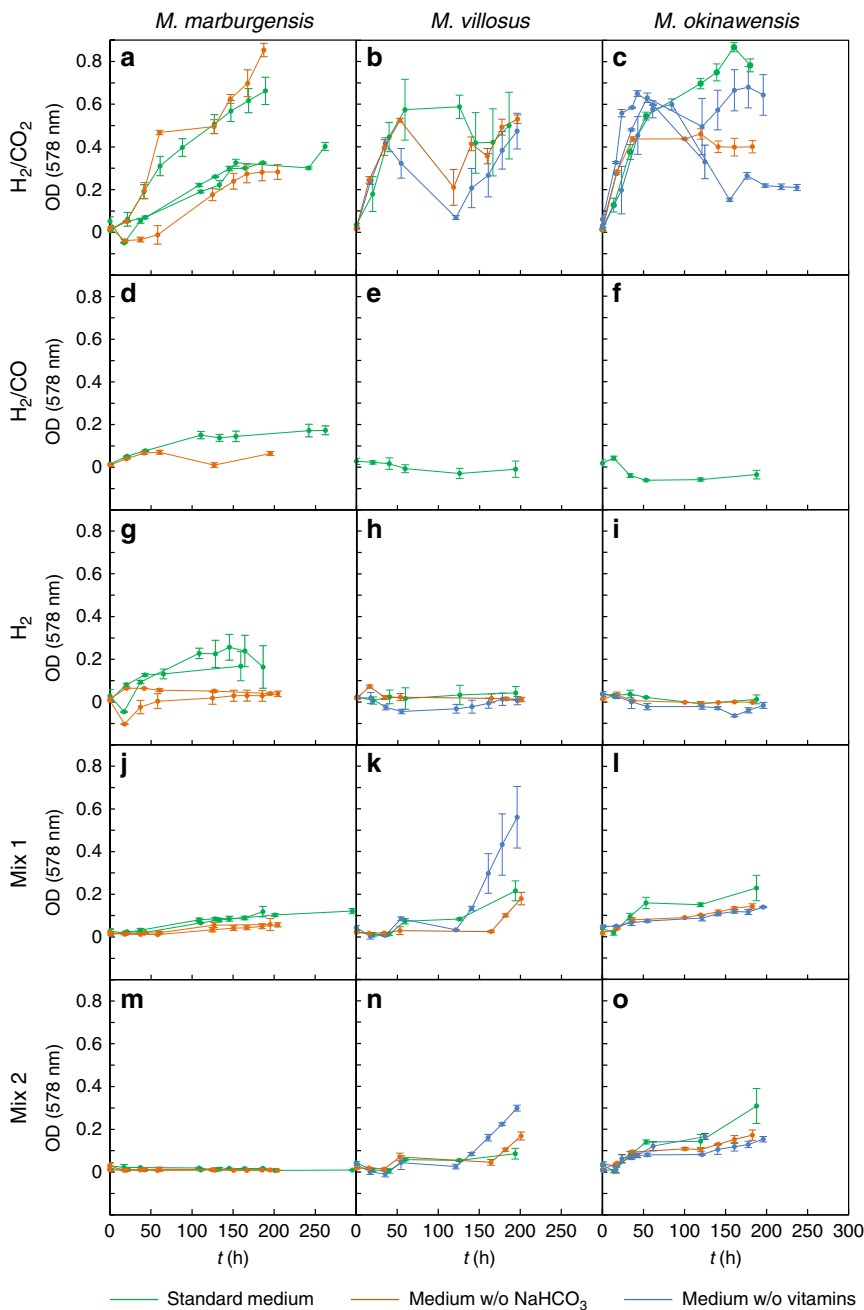 M. marburgensis M. villosus M. okinawensis
a b c
H₂/CO₂
OD (578 nm)
0.8
0.6
0.4
0.2
0
d e f
H₂/CO
OD (578 nm)
0.8
0.6
0.4
0.2
0
g h i
H₂
OD (578 nm)
0.8
0.6
0.4
0.2
0
j k l
Mix 1
OD (578 nm)
0.8
0.6
0.4
0.2
0
m n o
Mix 2
OD (578 nm)
0.8
0.6
0.4
0.2
0
0 50 100 150 200 250 0 50 100 150 200 250 0 50 100 150 200 250 300
t (h) t (h) t (h)
Standard medium Medium w/o NaHCO₃ Medium w/o vitamins